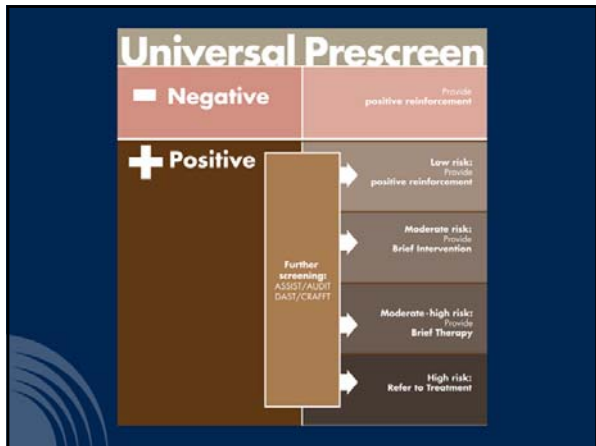 Universal Prescreen
Negative
Provide
positive reinforcement
Positive
Further
screening:
ASSIST/AUDIT
DAST/CRAFFT
Low risk:
Provide
positive reinforcement
Moderate risk:
Provide
Brief Intervention
Moderate-high risk:
Provide
Brief Therapy
High risk:
Refer to Treatment